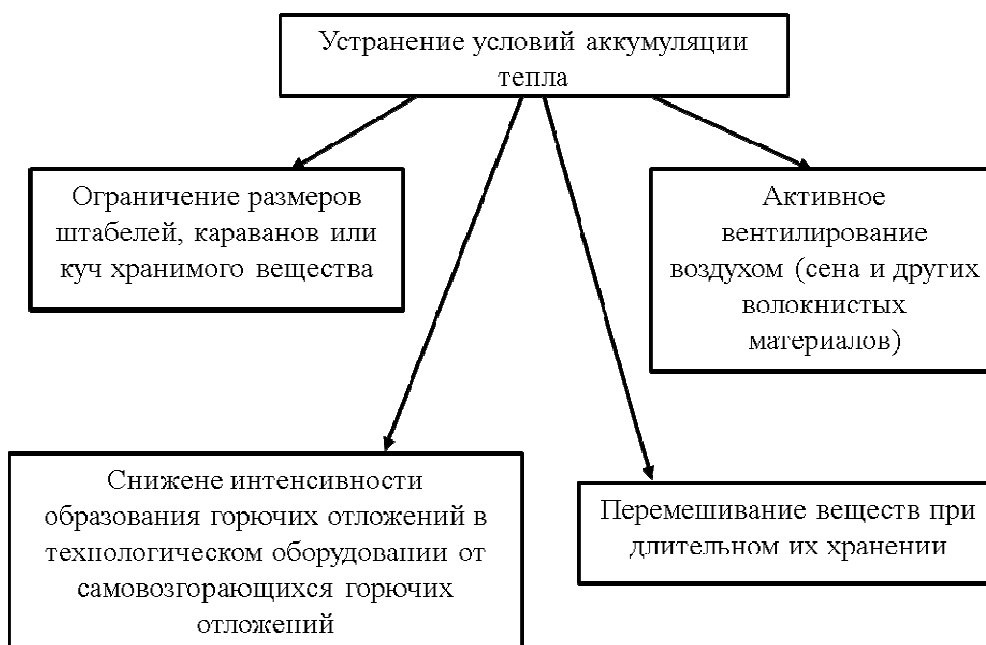 Устранение условий аккумуляции
тепла
Ограничение размеров
штабелей, караванов или
куч хранимого вещества
Активное
вентилирование
воздухом (сена и других
волокнистых
материалов)
Снижене интенсивности
образования горючих отложений в
технологическом оборудовании от
самовозгорающихся горючих
отложений
Перемешивание веществ при
длительном их хранении